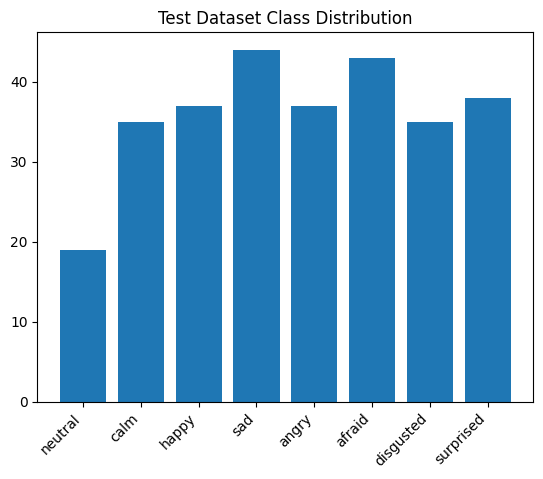 Test Dataset Class Distribution
40
30
20
10
0
neutral
calm
happy
sad
angry
afraid
disgusted
surprised